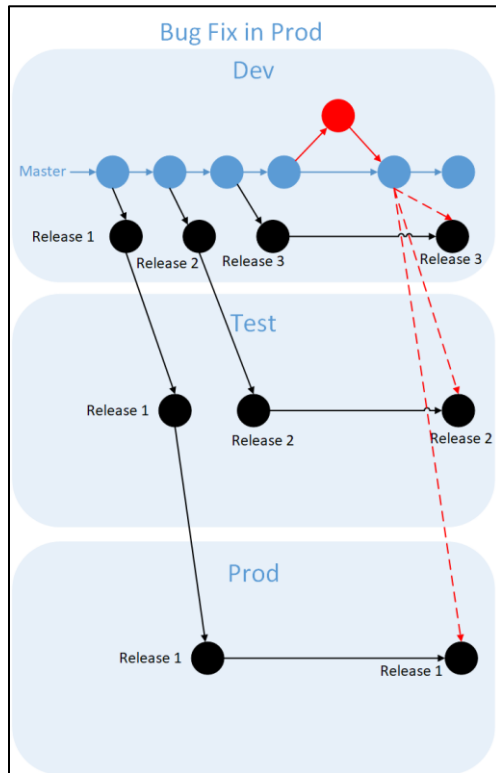 Bug Fix in Prod
Dev
Master
Release 1
Release 2
Release 3
Release 3
Test
Release 1
Release 2
Release 2
Prod
Release 1
Release 1